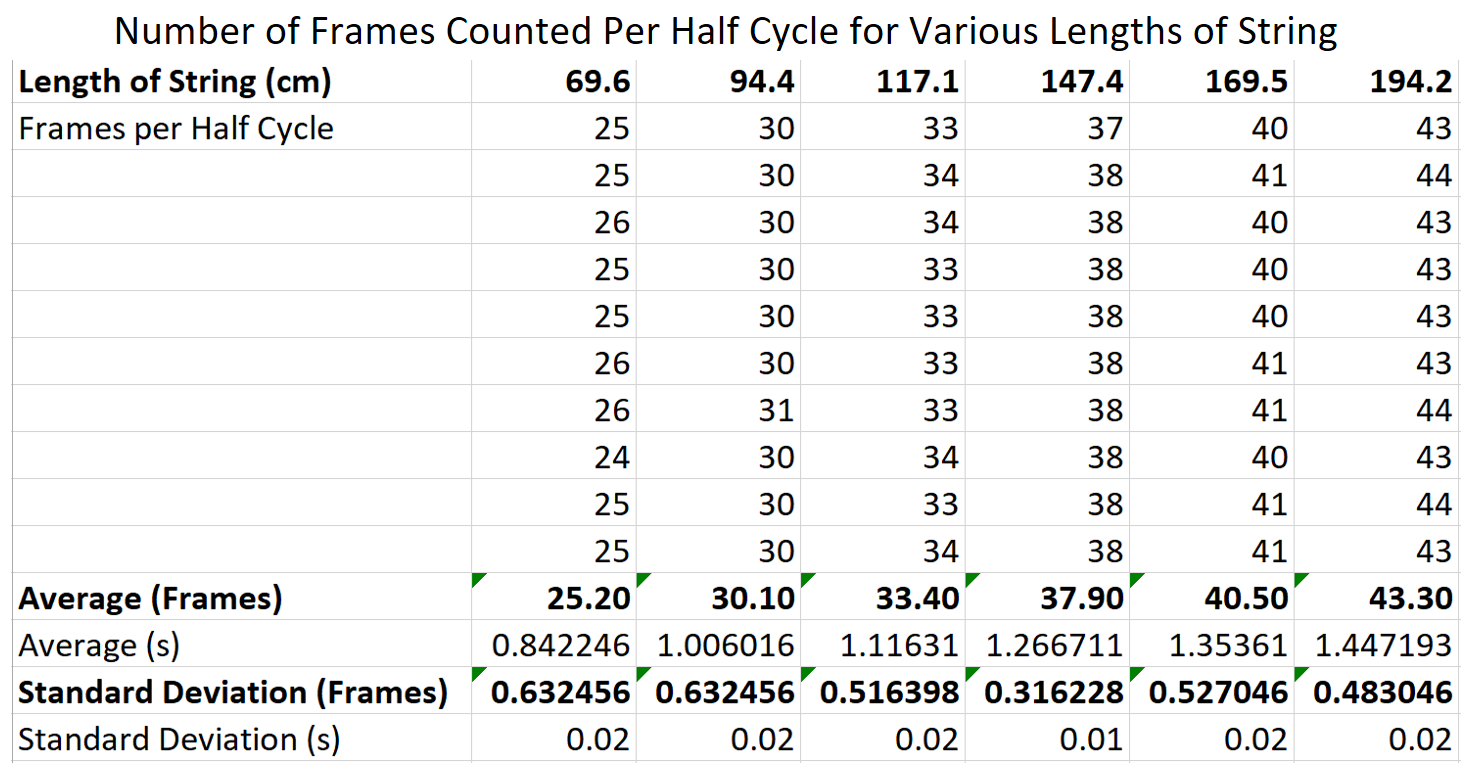 Number of Frames Counted Per Half Cycle for Various Lengths of String
Length of String (cm) 69.6 94.4 117.1 147.4 169.5 194.2
Frames per Half Cycle 25 30 33 37 40 43
25 30 34 38 41 44
26 30 34 38 40 43
25 30 33 38 40 43
25 30 33 38 40 43
26 30 33 38 41 43
26 31 33 38 41 44
24 30 34 38 40 43
25 30 33 38 41 44
25 30 34 38 41 43
Average (Frames) 25.20 30.10 33.40 37.90 40.50 43.30
Average (s) 0.842246 1.006016 1.11631 1.266711 1.35361 1.447193
Standard Deviation (Frames) 0.632456 0.632456 0.516398 0.316228 0.527046 0.483046
Standard Deviation (s) 0.02 0.02 0.02 0.01 0.02 0.02